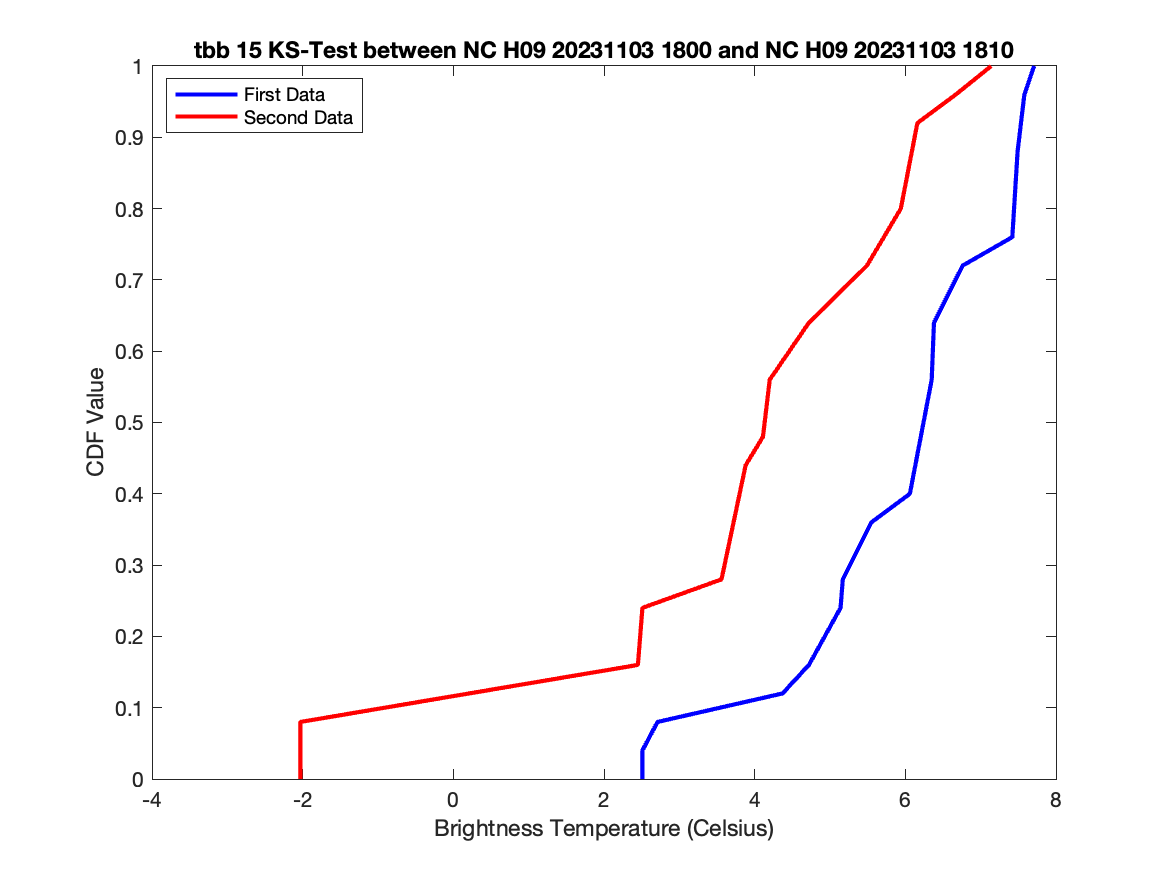 tbb 15 KS-Test between NC H09 20231103 1800 and NC H09 20231103 1810
First Data
Second Data
1
0.9
0.8
0.7
0.6
0.5
0.4
0.3
0.2
0.1
0
CDF Value
-4 -2 0 2 4 6 8
Brightness Temperature (Celsius)